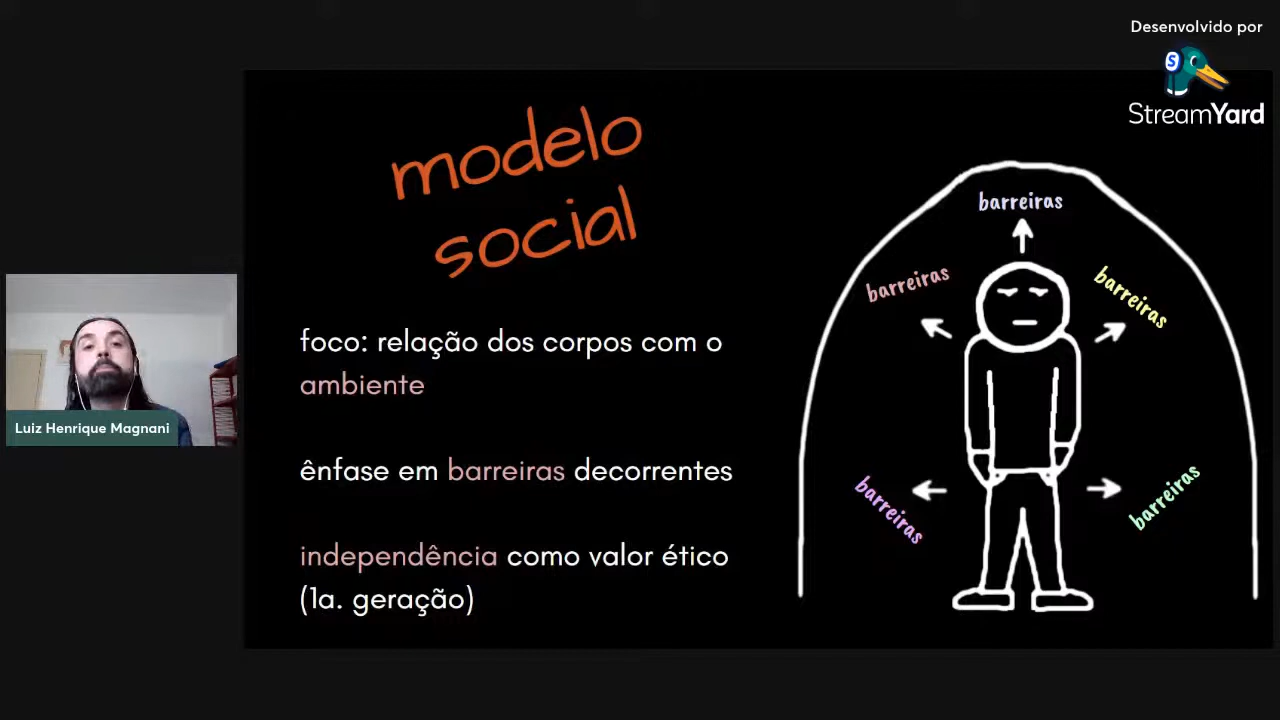 Desenvolvido por
StreamYard
modelo
social
foco: relação dos corpos com o
ambiente
ênfase em barreiras decorrentes
independência como valor ético
(1a. geração)
barreiras
barreiras
barreiras
barreiras
barreiras
Luiz Henrique Magnani